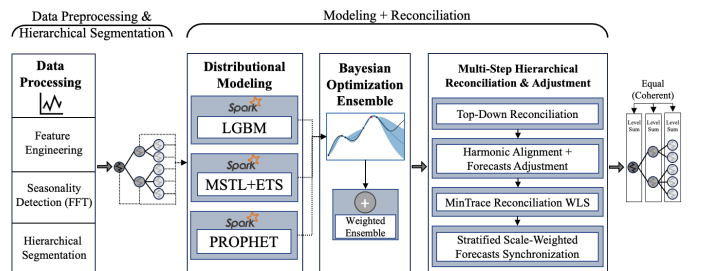 Data Preprocessing &
Hierarchical Segmentation
Modeling + Reconciliation
Data
Processing
Feature
Engineering
Seasonality
Detection (FFT)
Hierarchical
Segmentation
Distributional
Modeling
Spark
LGBM
Spark
MSTL+ETS
Spark
PROPHET
Bayesian
Optimization
Ensemble
+
Weighted
Ensemble
Multi-Step Hierarchical
Reconciliation & Adjustment
Top-Down Reconciliation
Harmonic Alignment +
Forecasts Adjustment
MinTrace Reconciliation WLS
Stratified Scale-Weighted
Forecasts Synchronization
Equal
(Coherent)
Level Level Level
Sum Sum Sum